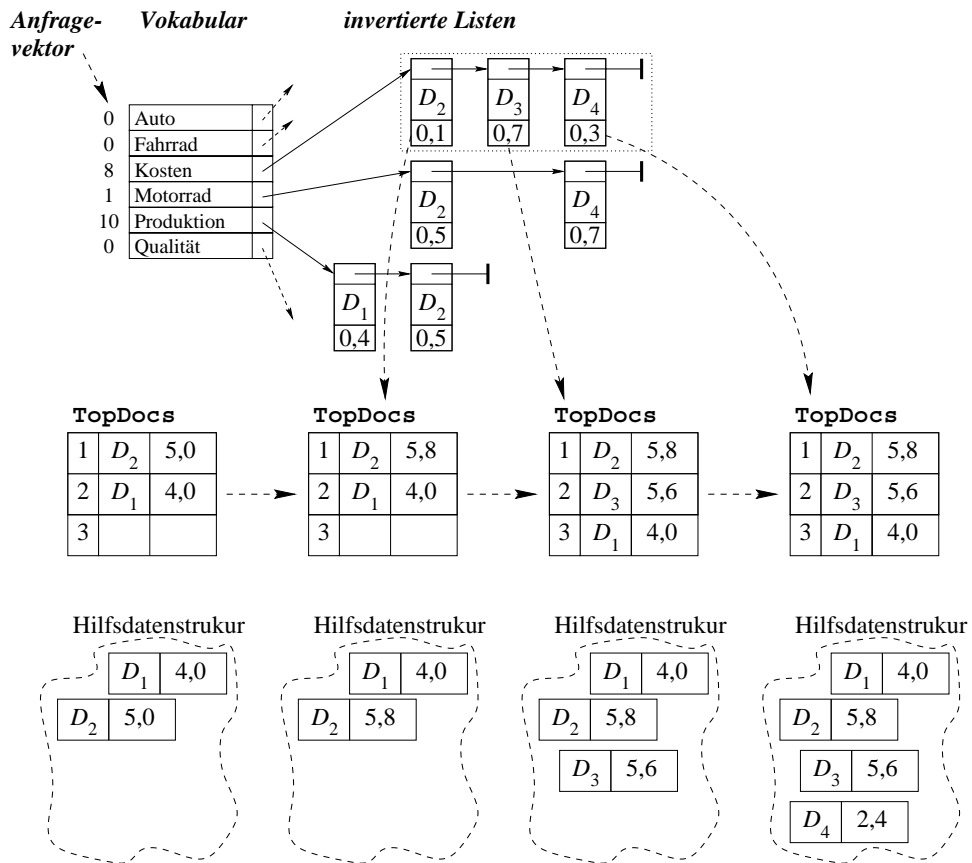 Anfrage-
vektor
Vokabular
invertierte Listen
0 Auto
0 Fahrrad
8 Kosten
1 Motorrad
10 Produktion
0 Qualität
D2 D3 D4
0,1 0,7 0,3
D2 D4
0,5 0,7
D1 D2
0,4 0,5
TopDocs
1 D2 5,0
2 D1 4,0
3
TopDocs
1 D2 5,8
2 D1 4,0
3
TopDocs
1 D2 5,8
2 D3 5,6
3 D1 4,0
TopDocs
1 D2 5,8
2 D3 5,6
3 D1 4,0
Hilfsdatenstrukur
D1 4,0
D2 5,0
Hilfsdatenstrukur
D1 4,0
D2 5,8
Hilfsdatenstrukur
D1 4,0
D2 5,8
D3 5,6
Hilfsdatenstrukur
D1 4,0
D2 5,8
D3 5,6
D4 2,4